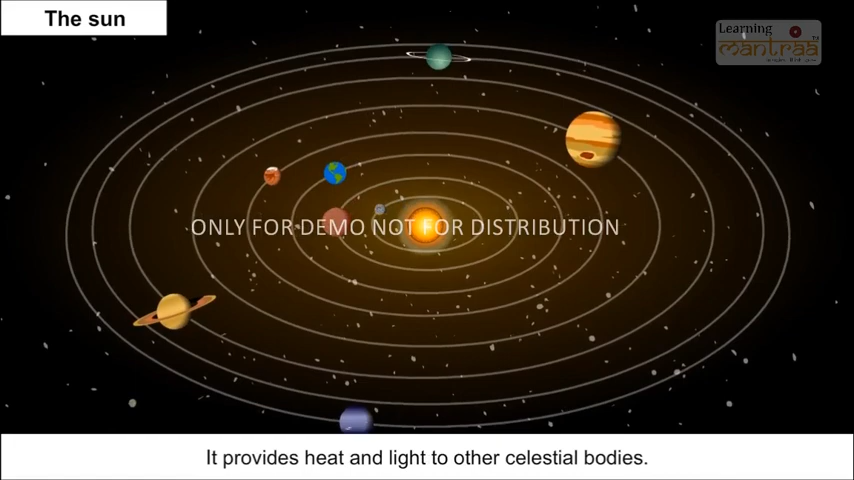 The sun
Learning
mantraa
ONLY FOR DEMO NOT FOR DISTRIBUTION
It provides heat and light to other celestial bodies.